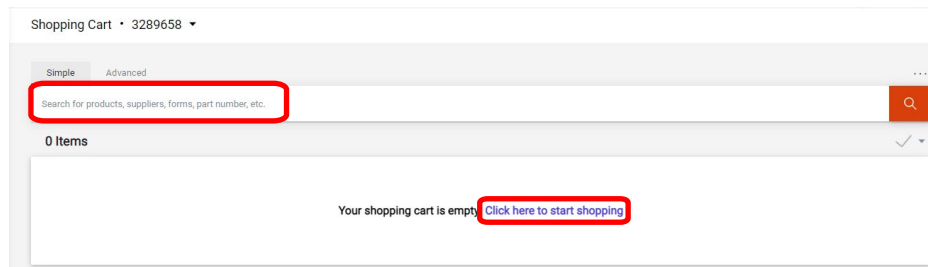 Shopping Cart • 3289658
Simple Advanced
Search for products, suppliers, forms, part number, etc.
0 Items
Your shopping cart is empty Click here to start shopping